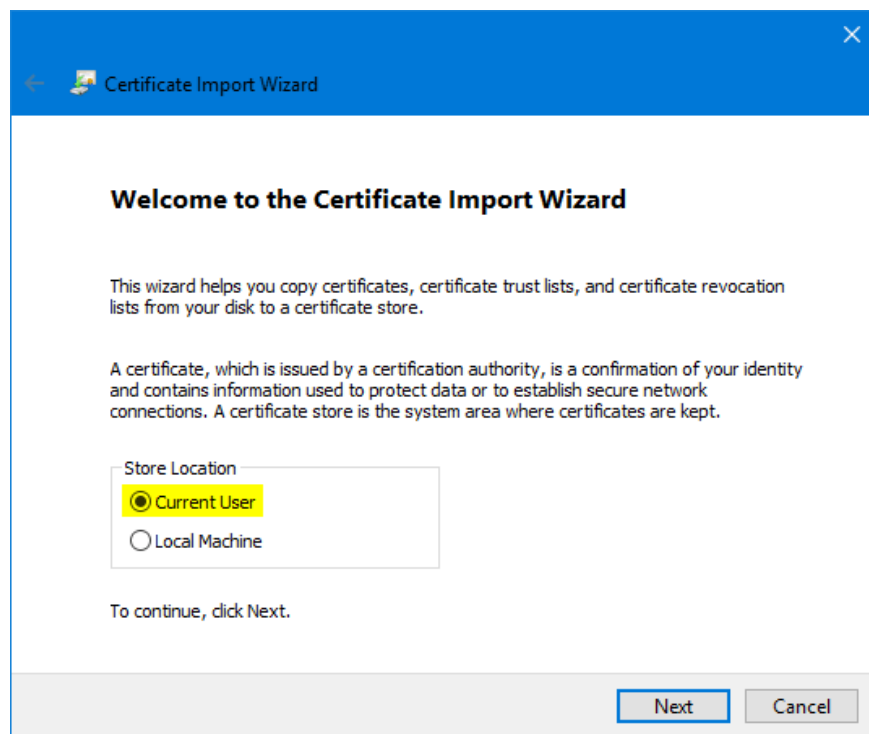 Certificate Import Wizard
Welcome to the Certificate Import Wizard
This wizard helps you copy certificates, certificate trust lists, and certificate revocation
lists from your disk to a certificate store.
A certificate, which is issued by a certification authority, is a confirmation of your identity
and contains information used to protect data or to establish secure network
connections. A certificate store is the system area where certificates are kept.
Store Location
Current User
Local Machine
To continue, click Next.
Next Cancel